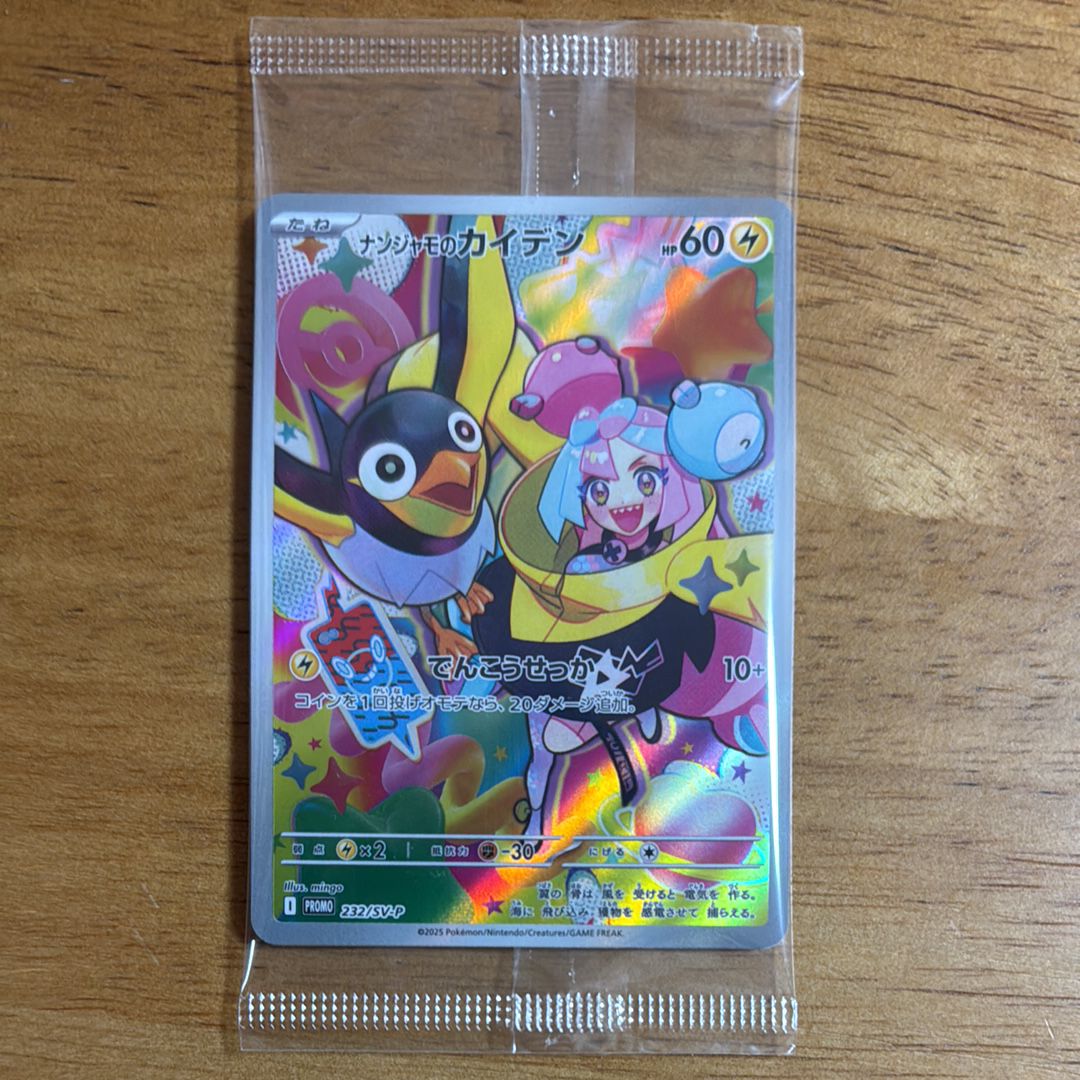 たね
ナンジャモのカイデン HP60
でんこうせっか 10+
コインを1回投げオモテなら、20ダメージ追加。
弱点 ×2 抵抗力 -30 にげる
Illus. mingo
翼の骨は風を受けると電気を作る。
I PROMO 232/SV-P
海に飛び込み獲物を感電させて捕らえる。
©2025 Pokémon/Nintendo/Creatures/GAME FREAK.